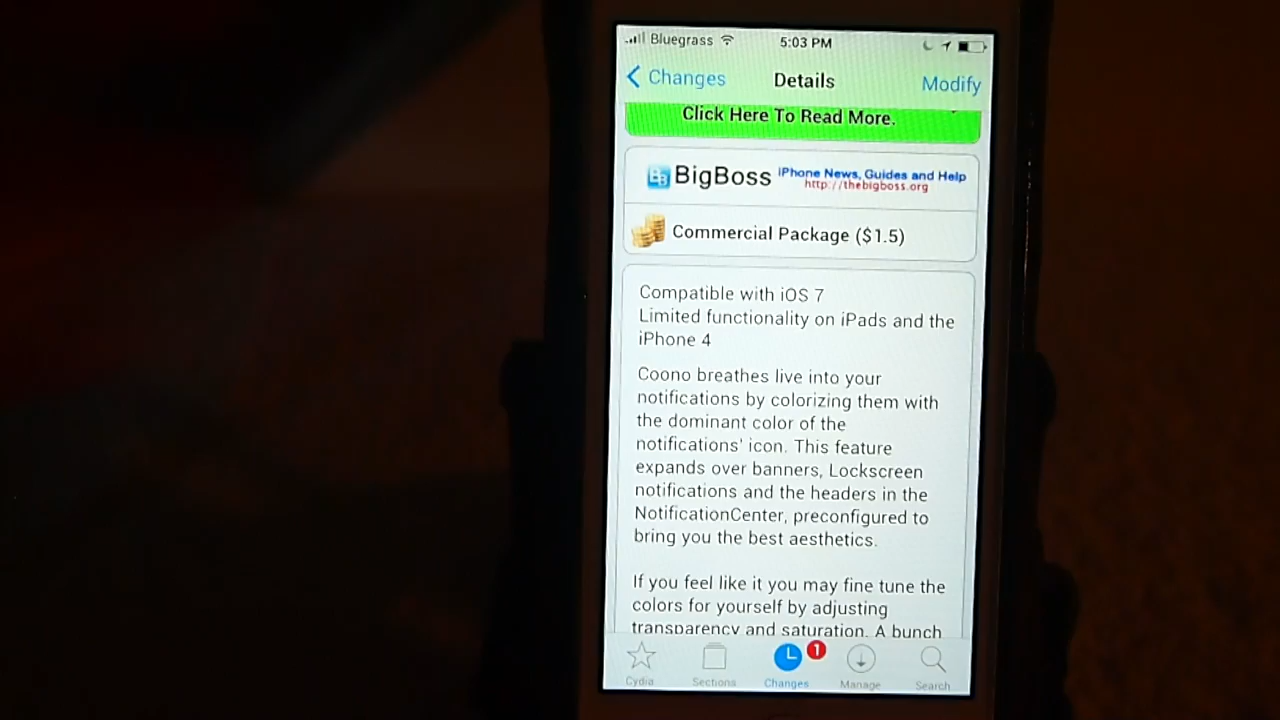 Bluegrass 5:03 PM
Changes Details Modify
Click Here To Read More.
BB BigBoss iPhone News, Guides and Help
http://thebigboss.org
Commercial Package ($1.5)
Compatible with iOS 7
Limited functionality on iPads and the
iPhone 4
Coono breathes live into your
notifications by colorizing them with
the dominant color of the
notifications' icon. This feature
expands over banners, Lockscreen
notifications and the headers in the
NotificationCenter, preconfigured to
bring you the best aesthetics.
If you feel like it you may fine tune the
colors for yourself by adjusting
transparency and saturation. A bunch
1
Cydia Sections Changes Manage Search